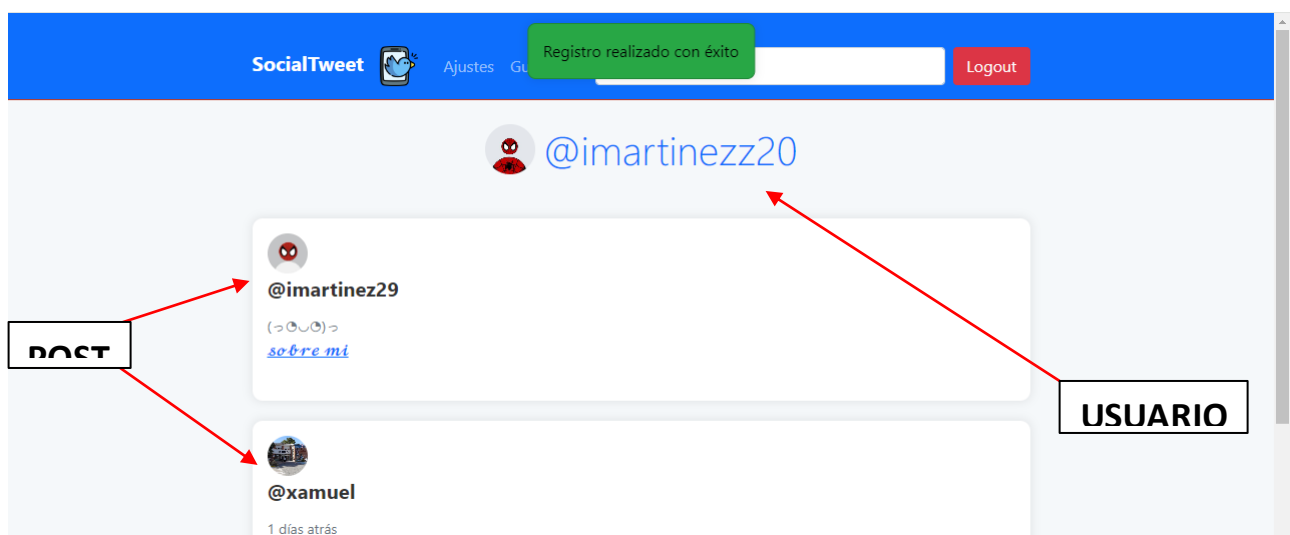 Registro realizado con éxito
SocialTweet Ajustes Gu Logout
@imartinezz20
@imartinez29
(っ◔◡◔)っ
𝓼𝓸𝓫𝓻𝓮 𝓶𝓲
POST
USUARIO
@xamuel
1 días atrás